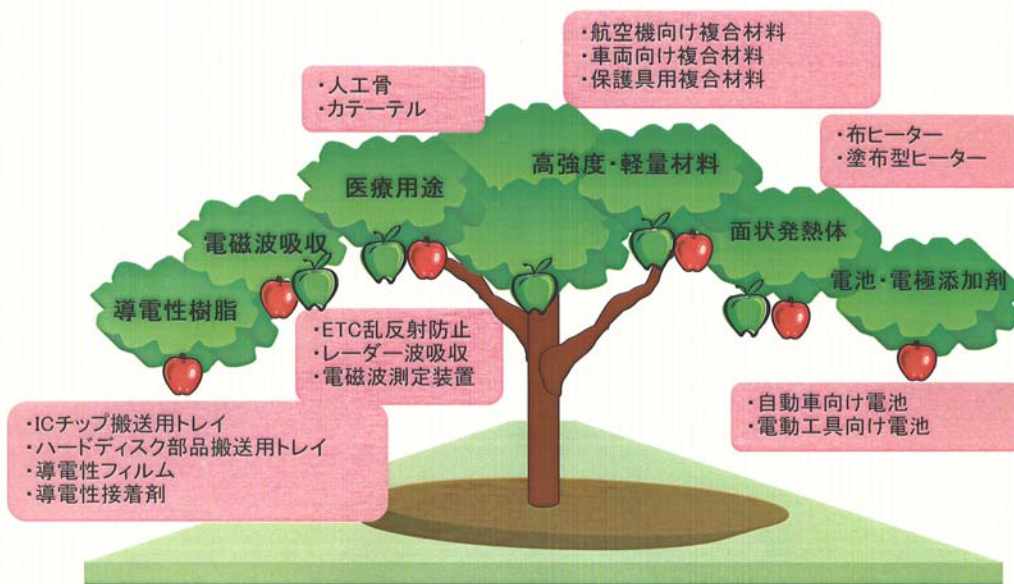 ・航空機向け複合材料
・車両向け複合材料
・保護具用複合材料
・人工骨
・カテーテル
・布ヒーター
・塗布型ヒーター
高強度・軽量材料
医療用途
電磁波吸収
面状発熱体
電池・電極添加剤
導電性樹脂
・ETC乱反射防止
・レーダー波吸収
・電磁波測定装置
・自動車向け電池
・電動工具向け電池
・ICチップ搬送用トレイ
・ハードディスク部品搬送用トレイ
・導電性フィルム
・導電性接着剤